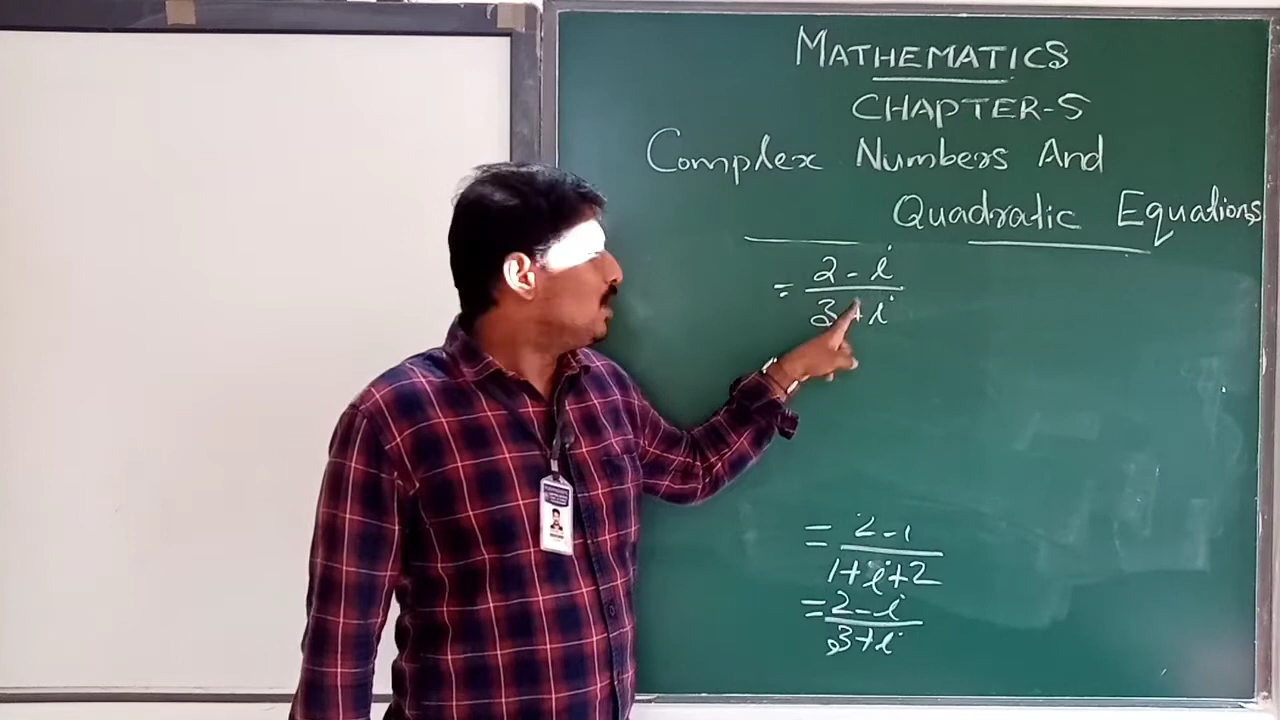 MATHEMATICS
CHAPTER-5
Complex Numbers And
Quadratic Equations
= 2 - i
3 + i
= 2 - i
1 + i + 2
= 2 - i
3 + i